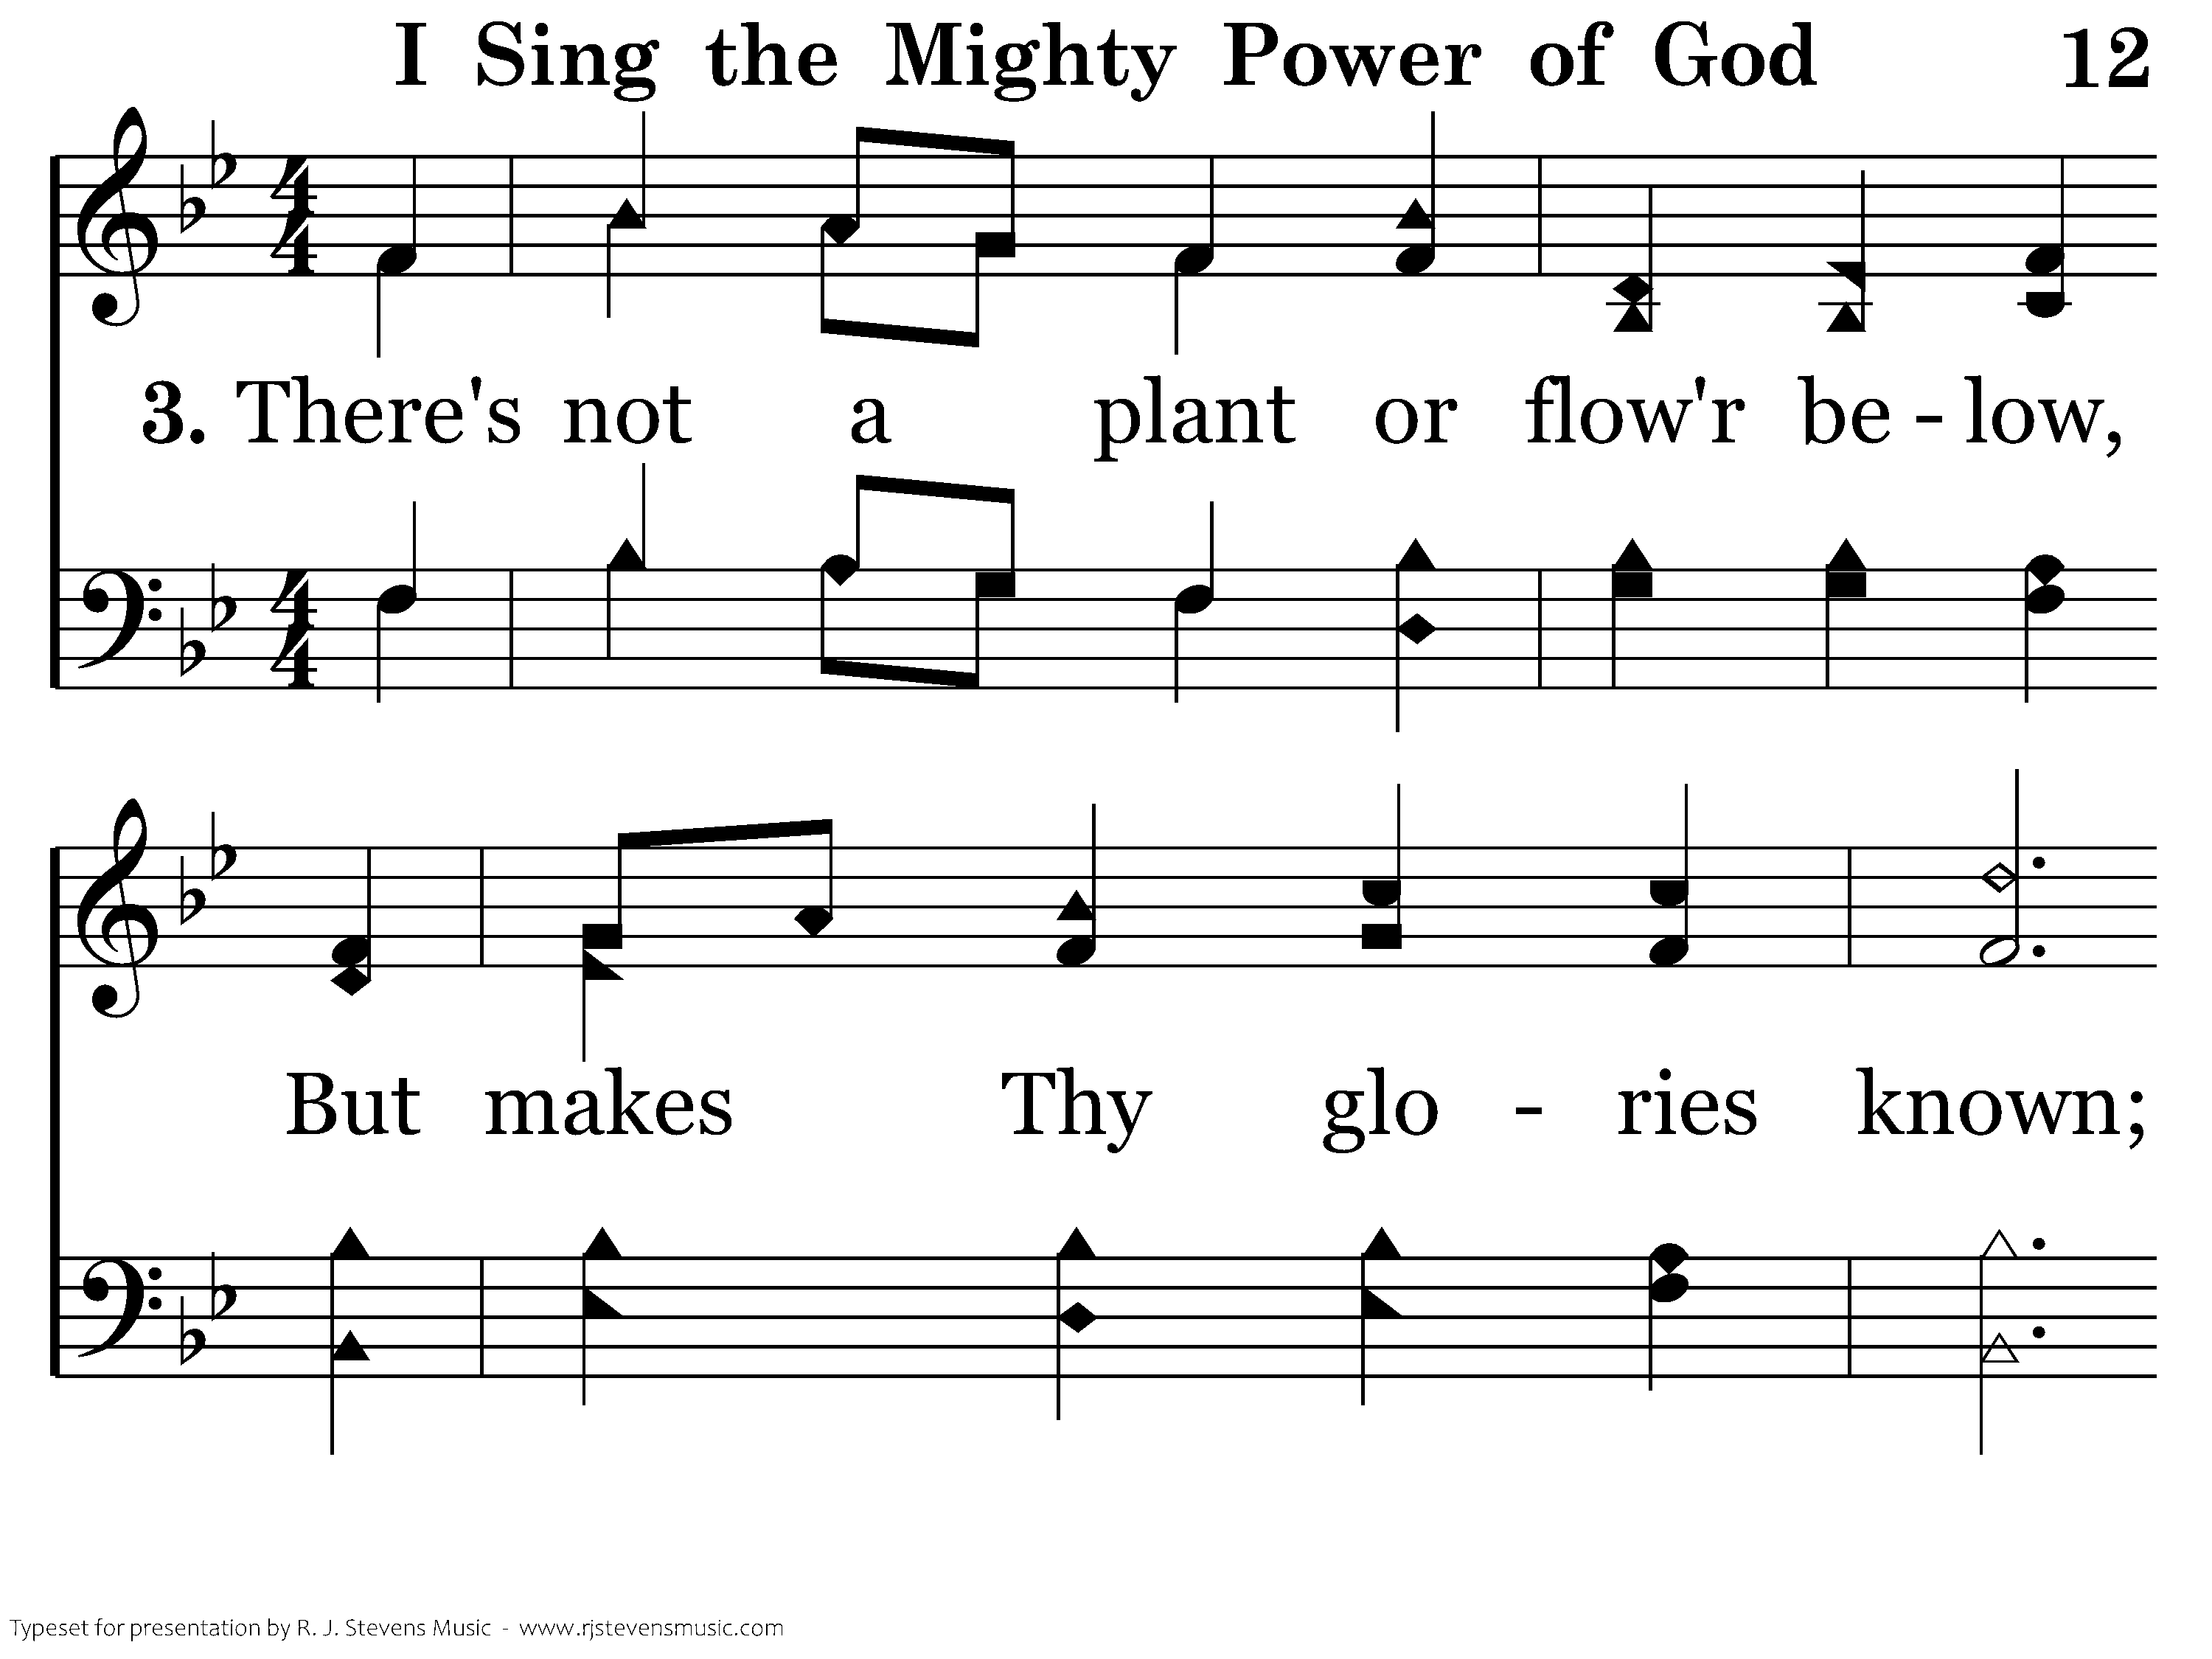 I Sing the Mighty Power of God 12
3. There's not a plant or flow'r be - low,
But makes Thy glo - ries known;
Typeset for presentation by R. J. Stevens Music - www.rjstevensmusic.com